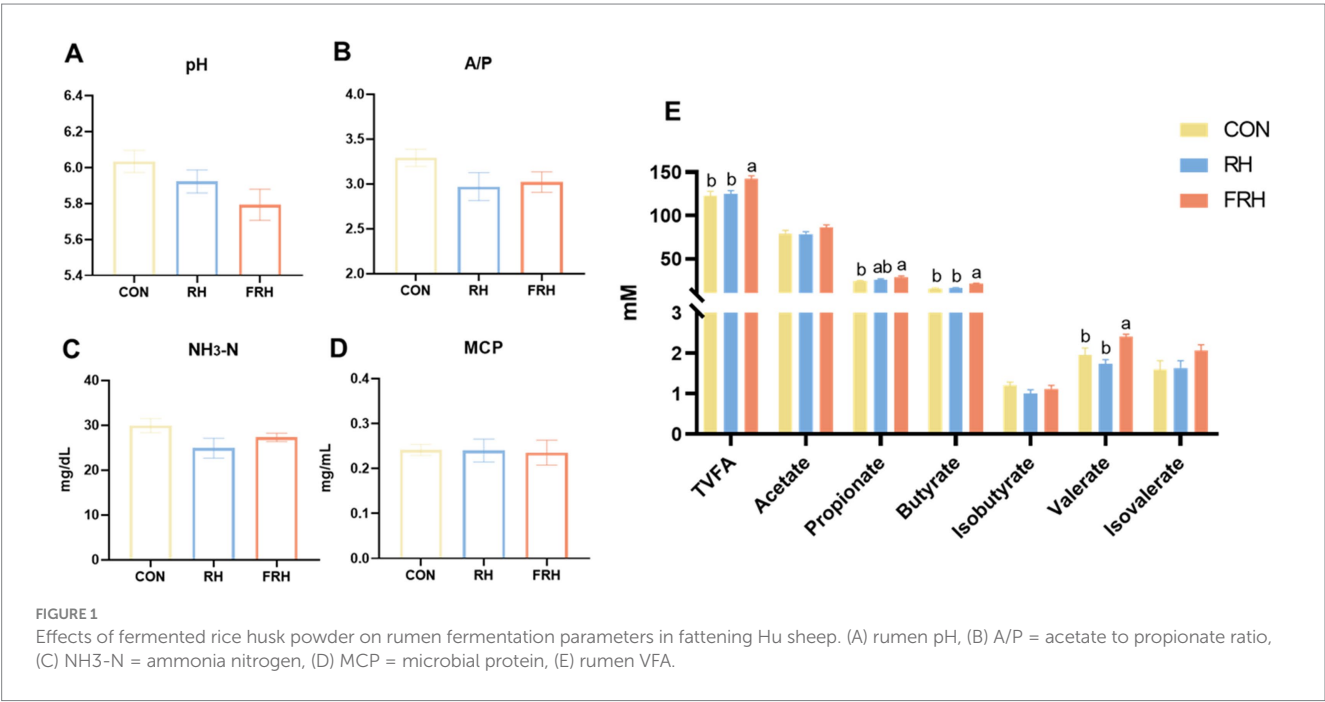 A
pH
6.4
6.2
6.0
5.8
5.6
5.4
CON RH FRH
B
A/P
4.0
3.5
3.0
2.5
2.0
CON RH FRH
C
NH3-N
mg/dL
40
30
20
10
0
CON RH FRH
D
MCP
mg/mL
0.4
0.3
0.2
0.1
0.0
CON RH FRH
E
CON
RH
FRH
mM
150
100
50
3
2
1
0
b b a
b ab a
b b a
b b a
TVFA
Acetate
Propionate
Butyrate
Isobutyrate
Valerate
Isovalerate
FIGURE 1
Effects of fermented rice husk powder on rumen fermentation parameters in fattening Hu sheep. (A) rumen pH, (B) A/P = acetate to propionate ratio,
(C) NH3-N = ammonia nitrogen, (D) MCP = microbial protein, (E) rumen VFA.